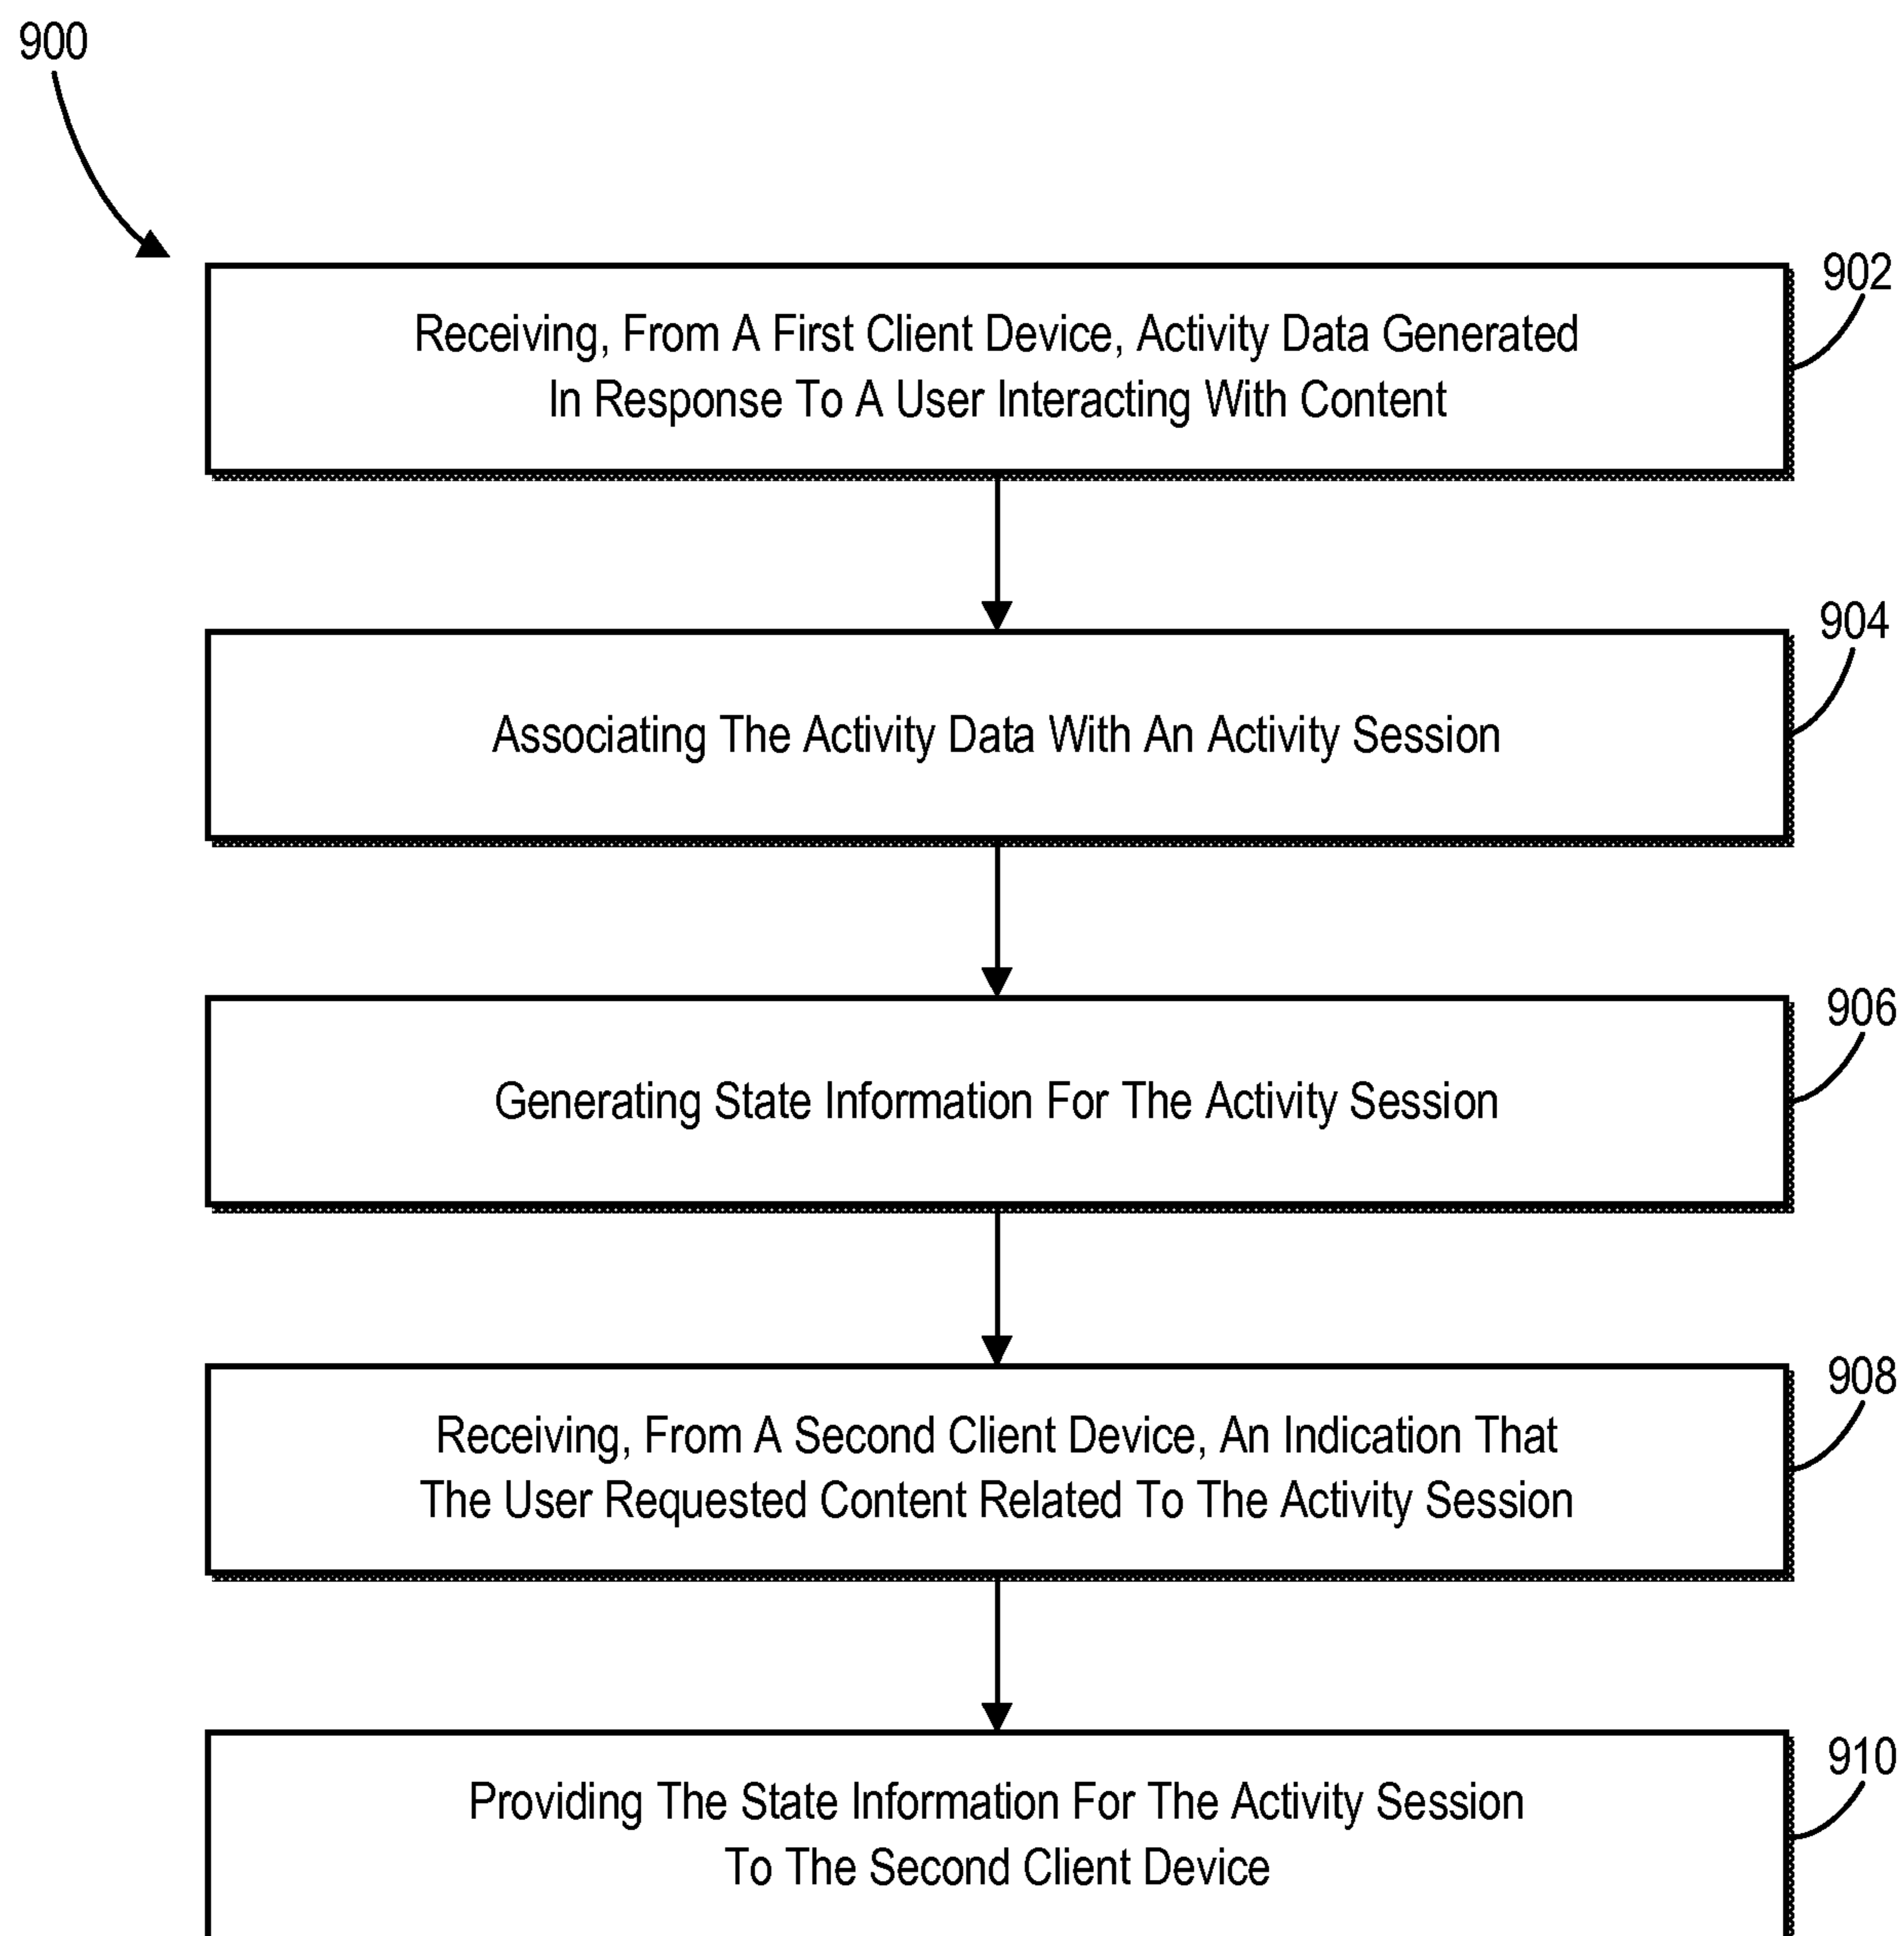 900
902
Receiving, From A First Client Device, Activity Data Generated
In Response To A User Interacting With Content
904
Associating The Activity Data With An Activity Session
906
Generating State Information For The Activity Session
908
Receiving, From A Second Client Device, An Indication That
The User Requested Content Related To The Activity Session
910
Providing The State Information For The Activity Session
To The Second Client Device